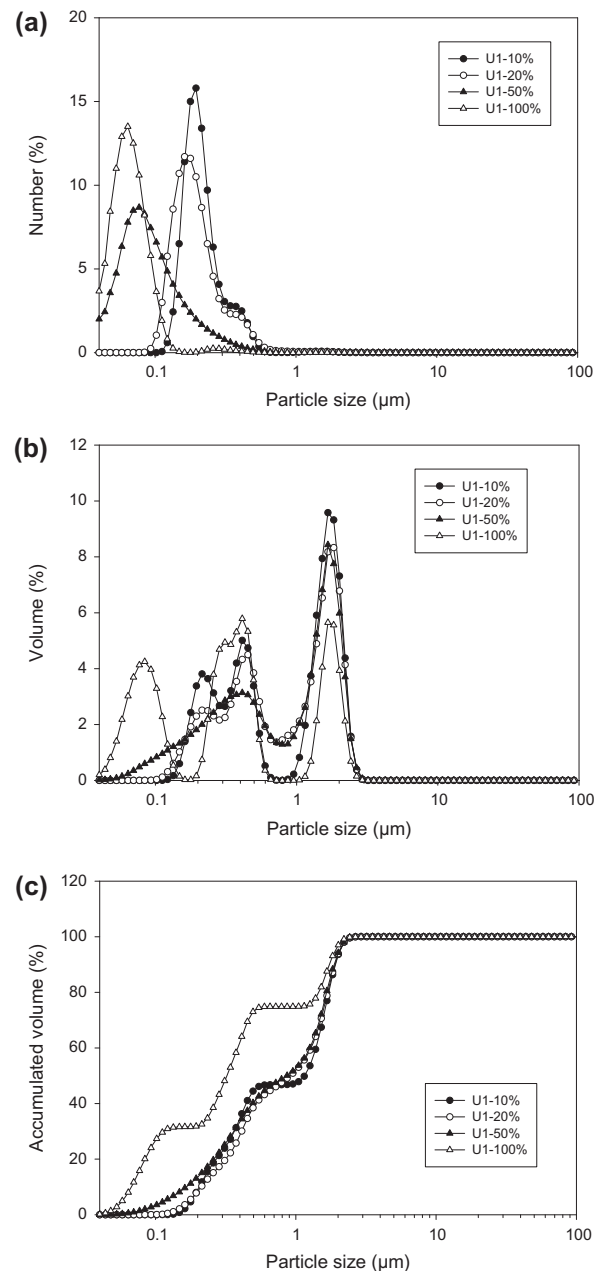 (a)
20
15
10
5
0
Number (%)
U1-10%
U1-20%
U1-50%
U1-100%
0.1 1 10 100
Particle size (µm)
(b)
12
10
8
6
4
2
0
Volume (%)
U1-10%
U1-20%
U1-50%
U1-100%
0.1 1 10 100
Particle size (µm)
(c)
120
100
80
60
40
20
0
Accumulated volume (%)
U1-10%
U1-20%
U1-50%
U1-100%
0.1 1 10 100
Particle size (µm)